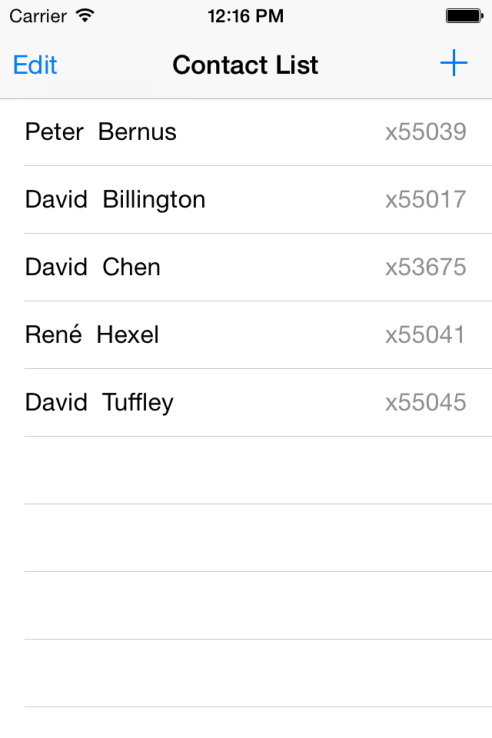 Carrier 12:16 PM
Edit Contact List +
Peter Bernus x55039
David Billington x55017
David Chen x53675
René Hexel x55041
David Tuffley x55045